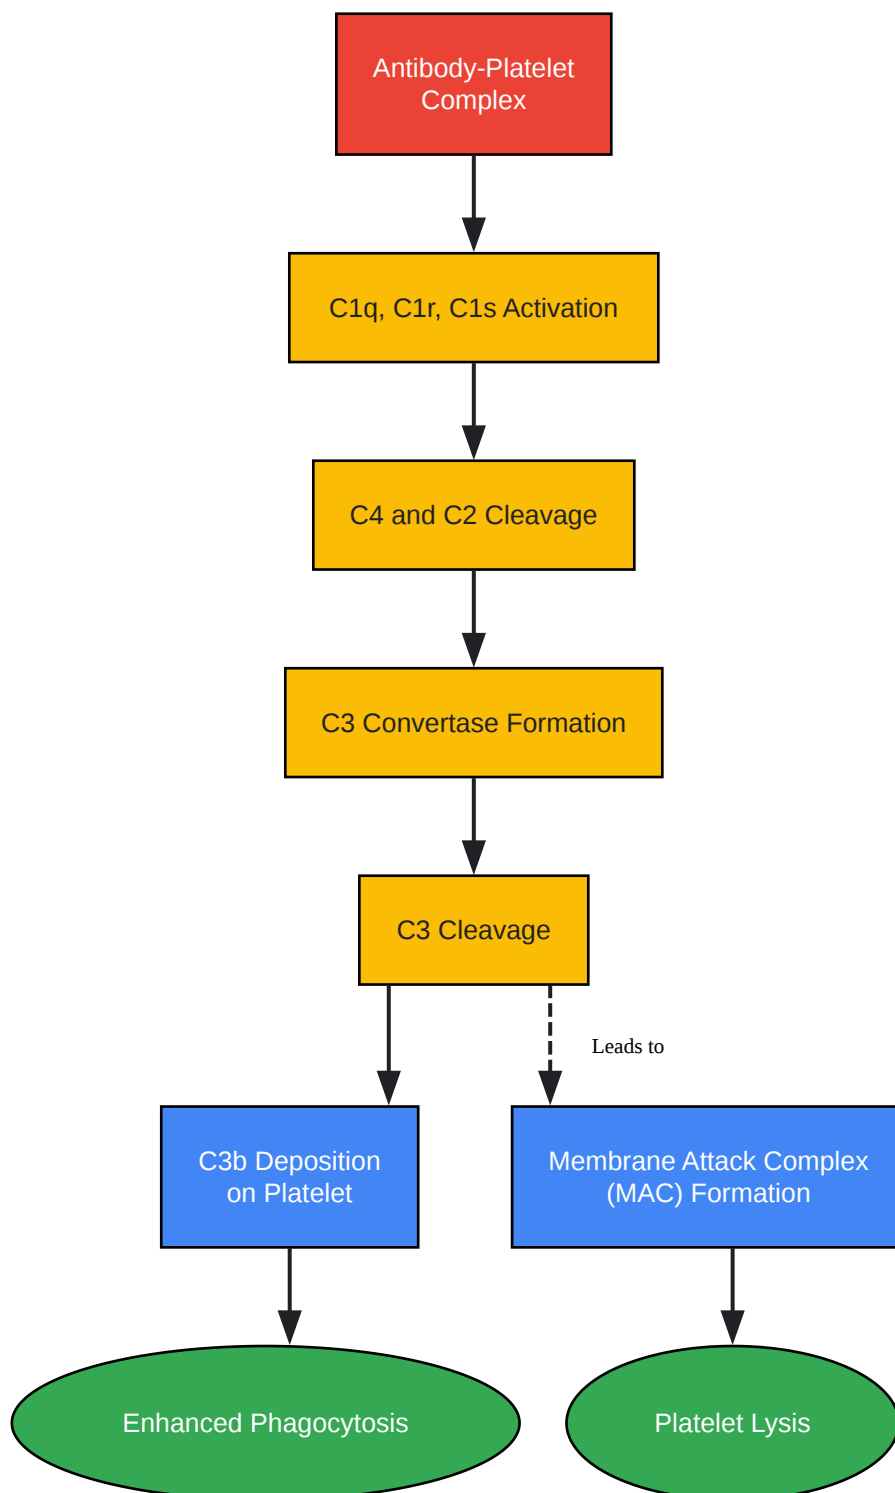 Antibody-Platelet
Complex
C1q, C1r, C1s Activation
C4 and C2 Cleavage
C3 Convertase Formation
C3 Cleavage
Leads to
C3b Deposition
on Platelet
Membrane Attack Complex
(MAC) Formation
Enhanced Phagocytosis
Platelet Lysis